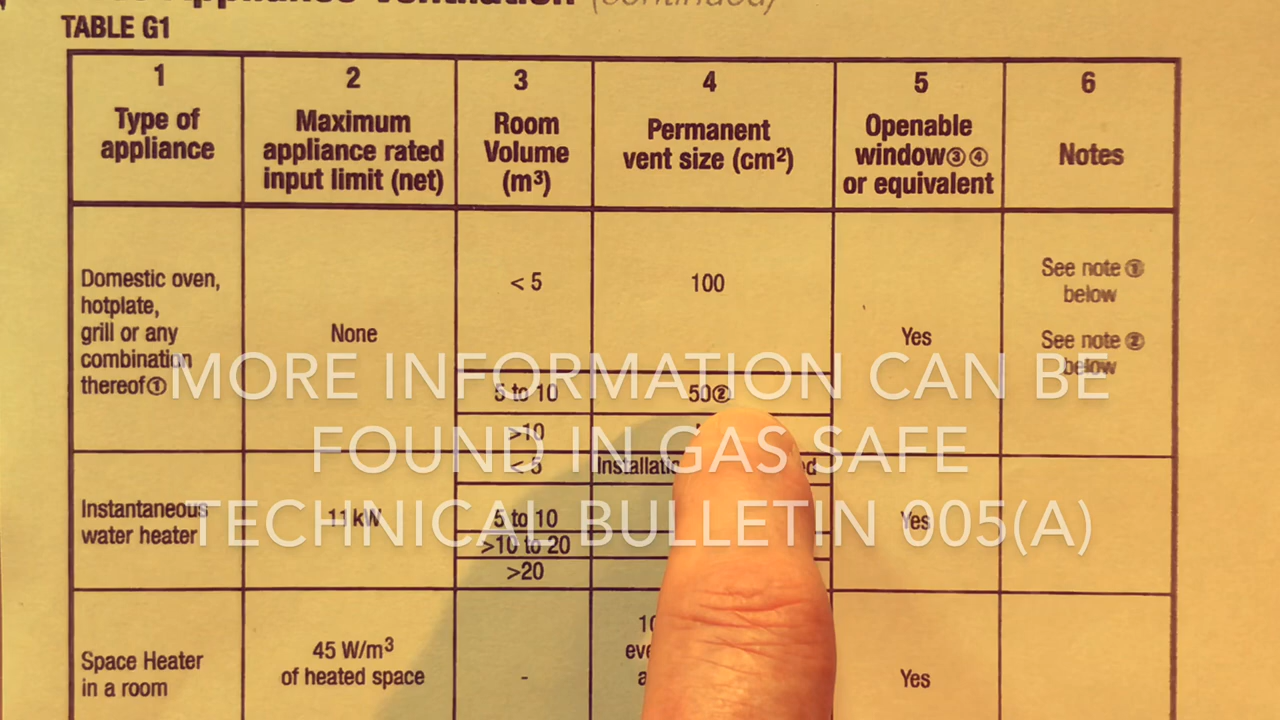 Appliance Ventilation (continued)
TABLE G1
1 2 3 4 5 6
Type of appliance
Maximum appliance rated input limit (net)
Room Volume (m³)
Permanent vent size (cm²)
Openable window③④ or equivalent
Notes
Domestic oven,
hotplate,
grill or any
combination
thereof①
None
< 5
100
5 to 10
50②
>10
Yes
See note ①
below
See note ②
below
Instantaneous
water heater
11 kW
< 5
5 to 10
>10 to 20
>20
Yes
Space Heater
in a room
45 W/m³
of heated space
-
Yes
MORE INFORMATION CAN BE
FOUND IN GAS SAFE
TECHNICAL BULLETIN 005(A)